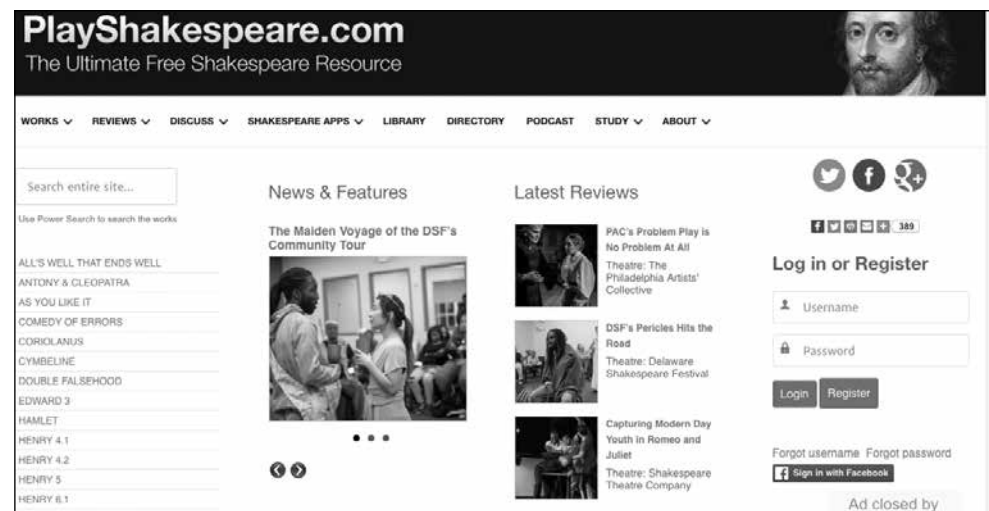 PlayShakespeare.com
The Ultimate Free Shakespeare Resource
WORKS REVIEWS DISCUSS SHAKESPEARE APPS LIBRARY DIRECTORY PODCAST STUDY ABOUT
Search entire site...
Use Power Search to search the works
ALL'S WELL THAT ENDS WELL
ANTONY & CLEOPATRA
AS YOU LIKE IT
COMEDY OF ERRORS
CORIOLANUS
CYMBELINE
DOUBLE FALSEHOOD
EDWARD 3
HAMLET
HENRY 4.1
HENRY 4.2
HENRY 5
HENRY 6.1
News & Features
The Maiden Voyage of the DSF's
Community Tour
Latest Reviews
PAC's Problem Play is
No Problem At All
Theatre: The
Philadelphia Artists'
Collective
DSF's Pericles Hits the
Road
Theatre: Delaware
Shakespeare Festival
Capturing Modern Day
Youth in Romeo and
Juliet
Theatre: Shakespeare
Theatre Company
389
Log in or Register
Username
Password
Login Register
Forgot username Forgot password
Sign in with Facebook
Ad closed by